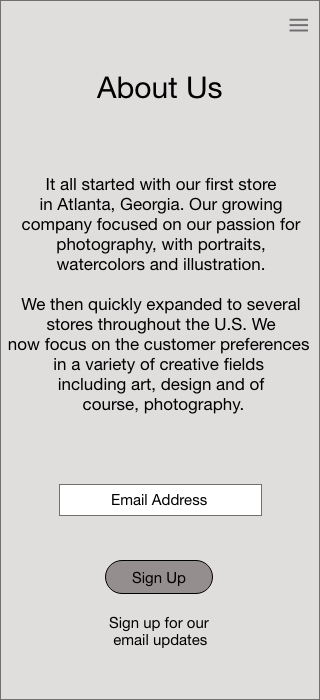 About Us
It all started with our first store
in Atlanta, Georgia. Our growing
company focused on our passion for
photography, with portraits,
watercolors and illustration.
We then quickly expanded to several
stores throughout the U.S. We
now focus on the customer preferences
in a variety of creative fields
including art, design and of
course, photography.
Email Address
Sign Up
Sign up for our
email updates